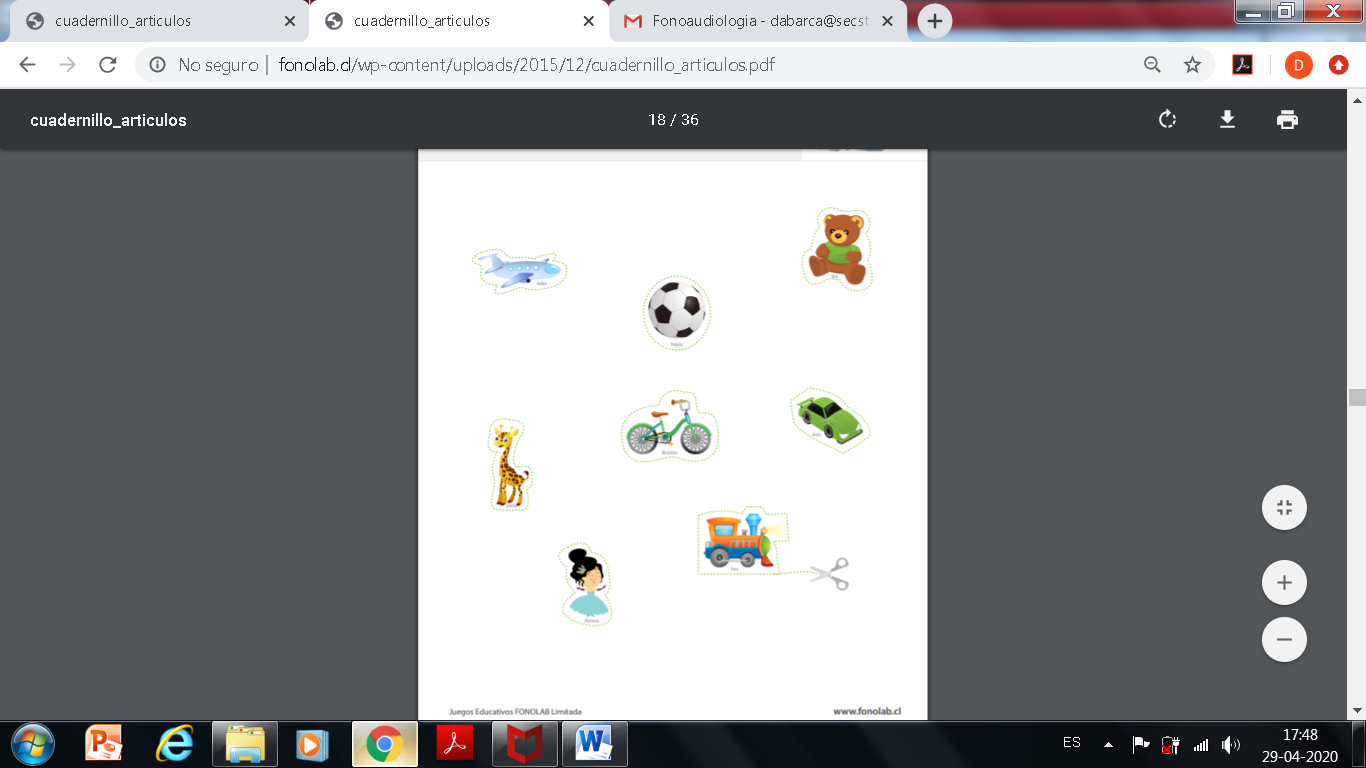 cuadernillo_articulos
cuadernillo_articulos
Fonoaudiologia - dabarca@secst
No seguro | fonolab.cl/wp-content/uploads/2015/12/cuadernillo_articulos.pdf
D
cuadernillo_articulos
18 / 36
Pelota
Juegos Educativos FONOLAB Limitada
www.fonolab.cl
ES
17:48
29-04-2020